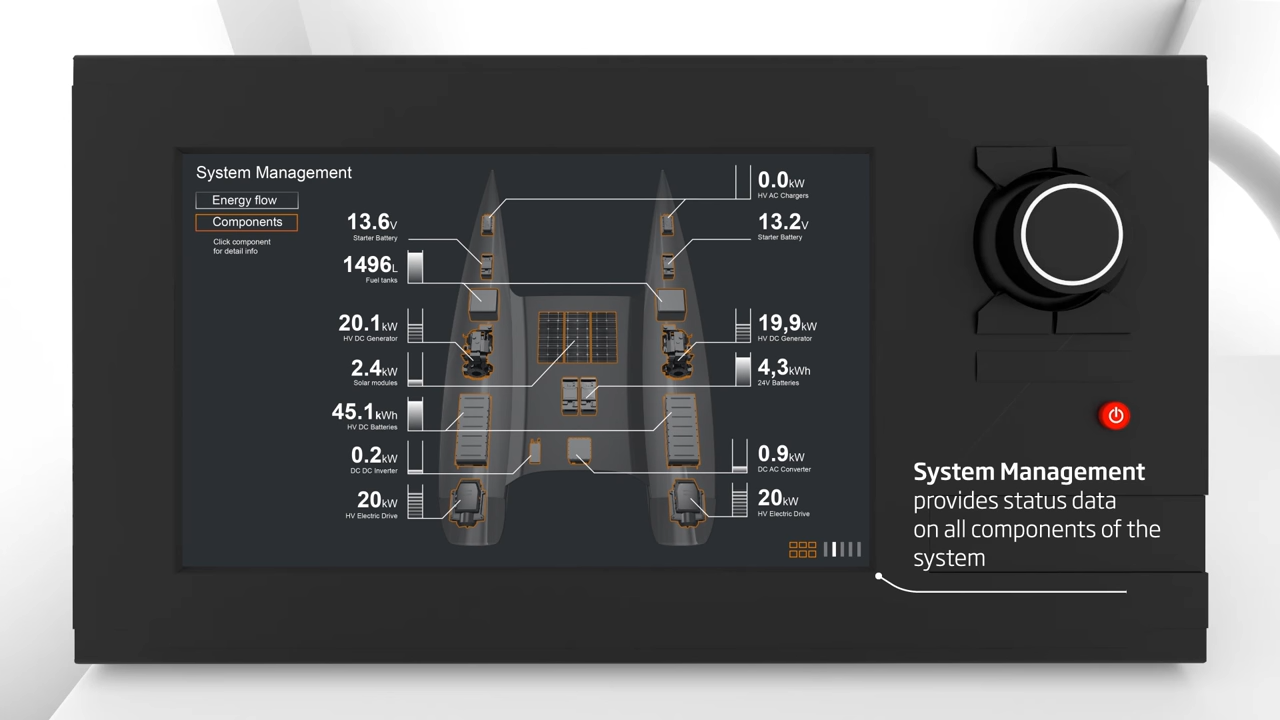 System Management
Energy flow
Components
Click component
for detail info
13.6V
Starter Battery
1496L
Fuel tanks
20.1kW
HV DC Generator
2.4kW
Solar modules
45.1kWh
HV DC Batteries
0.2kW
DC DC Inverter
20kW
HV Electric Drive
0.0kW
HV AC Chargers
13.2V
Starter Battery
19,9kW
HV DC Generator
4,3kWh
24V Batteries
0.9kW
DC AC Converter
20kW
HV Electric Drive
System Management
provides status data
on all components of the
system